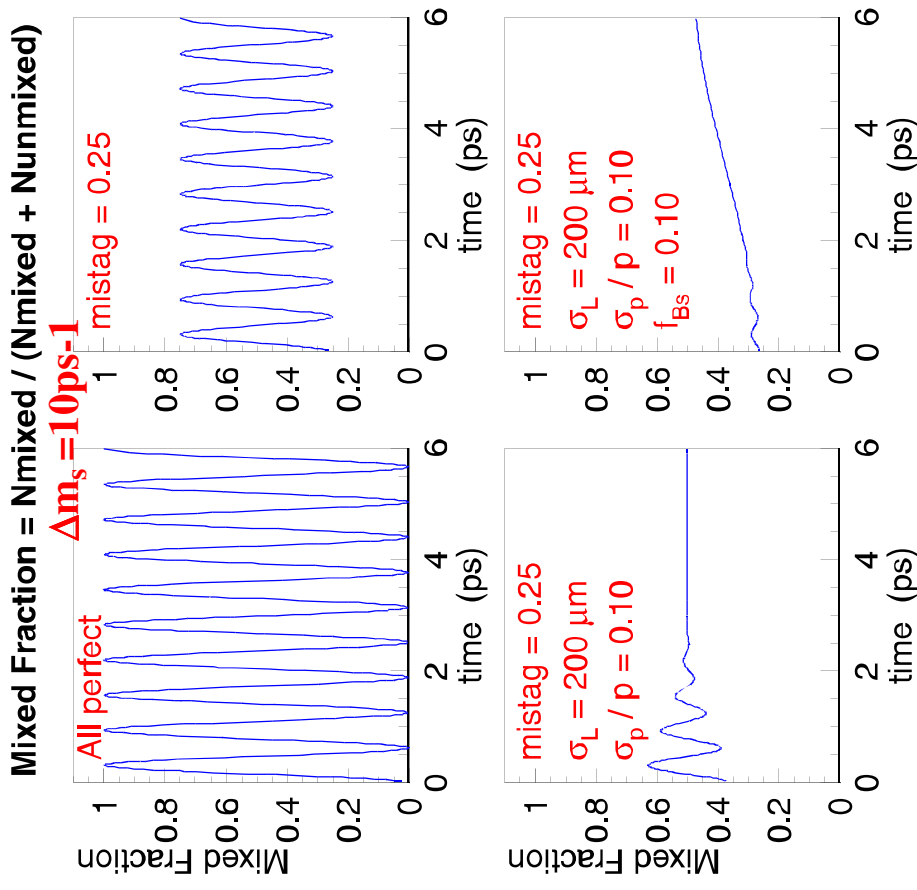 Mixed Fraction = Nmixed / (Nmixed + Nunmixed)
Δmₛ=10ps-1
Mixed Fraction
1
0.8
0.6
0.4
0.2
0
All perfect
0 2 4 6
time (ps)
1
0.8
0.6
0.4
0.2
0
mistag = 0.25
0 2 4 6
time (ps)
Mixed Fraction
1
0.8
0.6
0.4
0.2
0
mistag = 0.25
σ_L = 200 μm
σ_p / p = 0.10
0 2 4 6
time (ps)
1
0.8
0.6
0.4
0.2
0
mistag = 0.25
σ_L = 200 μm
σ_p / p = 0.10
f_Bs = 0.10
0 2 4 6
time (ps)